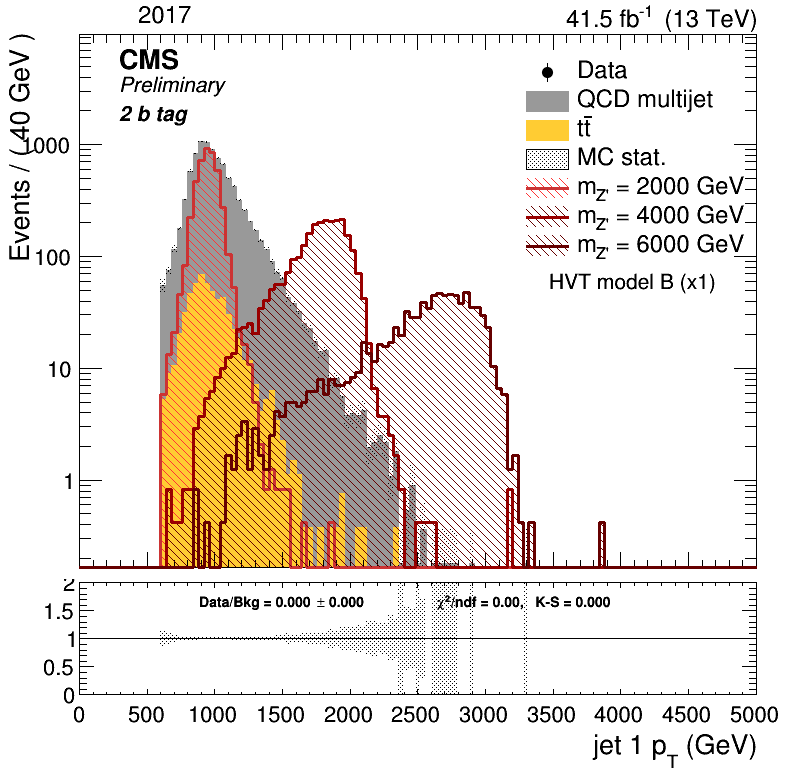 2017
41.5 fb⁻¹ (13 TeV)
CMS
Preliminary
2 b tag
Data
QCD multijet
tt̄
MC stat.
m_Z' = 2000 GeV
m_Z' = 4000 GeV
m_Z' = 6000 GeV
HVT model B (x1)
Events / ( 40 GeV )
1000
100
10
1
Data/Bkg = 0.000 ± 0.000
χ²/ndf = 0.00, K-S = 0.000
2
1.5
1
0.5
0
0 500 1000 1500 2000 2500 3000 3500 4000 4500 5000
jet 1 p_T (GeV)